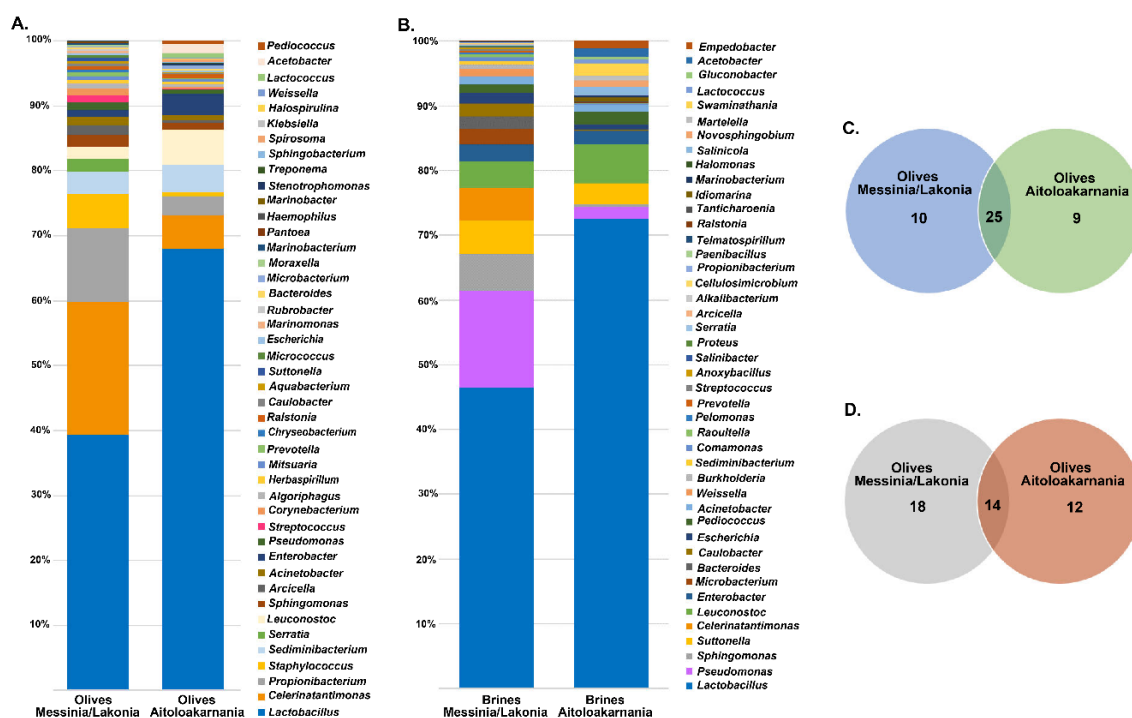 A.
100%
90%
80%
70%
60%
50%
40%
30%
20%
10%
Olives
Messinia/Lakonia
Olives
Aitoloakarnania
Pediococcus
Acetobacter
Lactococcus
Weissella
Halospirulina
Klebsiella
Spirosoma
Sphingobacterium
Treponema
Stenotrophomonas
Marinobacter
Haemophilus
Pantoea
Marinobacterium
Moraxella
Microbacterium
Bacteroides
Rubrobacter
Marinomonas
Escherichia
Micrococcus
Suttonella
Aquabacterium
Caulobacter
Ralstonia
Chryseobacterium
Prevotella
Mitsuaria
Herbaspirillum
Algoriphagus
Corynebacterium
Streptococcus
Pseudomonas
Enterobacter
Acinetobacter
Arcicella
Sphingomonas
Leuconostoc
Serratia
Sediminibacterium
Staphylococcus
Propionibacterium
Celerinatantimonas
Lactobacillus
B.
100%
90%
80%
70%
60%
50%
40%
30%
20%
10%
Brines
Messinia/Lakonia
Brines
Aitoloakarnania
Empedobacter
Acetobacter
Gluconobacter
Lactococcus
Swaminathania
Martelella
Novosphingobium
Salinicola
Halomonas
Marinobacterium
Idiomarina
Tanticharoenia
Ralstonia
Telmatospirillum
Paenibacillus
Propionibacterium
Cellulosimicrobium
Alkalibacterium
Arcicella
Serratia
Proteus
Salinibacter
Anoxybacillus
Streptococcus
Prevotella
Pelomonas
Raoultella
Comamonas
Sediminibacterium
Burkholderia
Weissella
Acinetobacter
Pediococcus
Escherichia
Caulobacter
Bacteroides
Microbacterium
Enterobacter
Leuconostoc
Celerinatantimonas
Suttonella
Sphingomonas
Pseudomonas
Lactobacillus
C.
Olives
Messinia/Lakonia
10
25
Olives
Aitoloakarnania
9
D.
Olives
Messinia/Lakonia
18
14
Olives
Aitoloakarnania
12